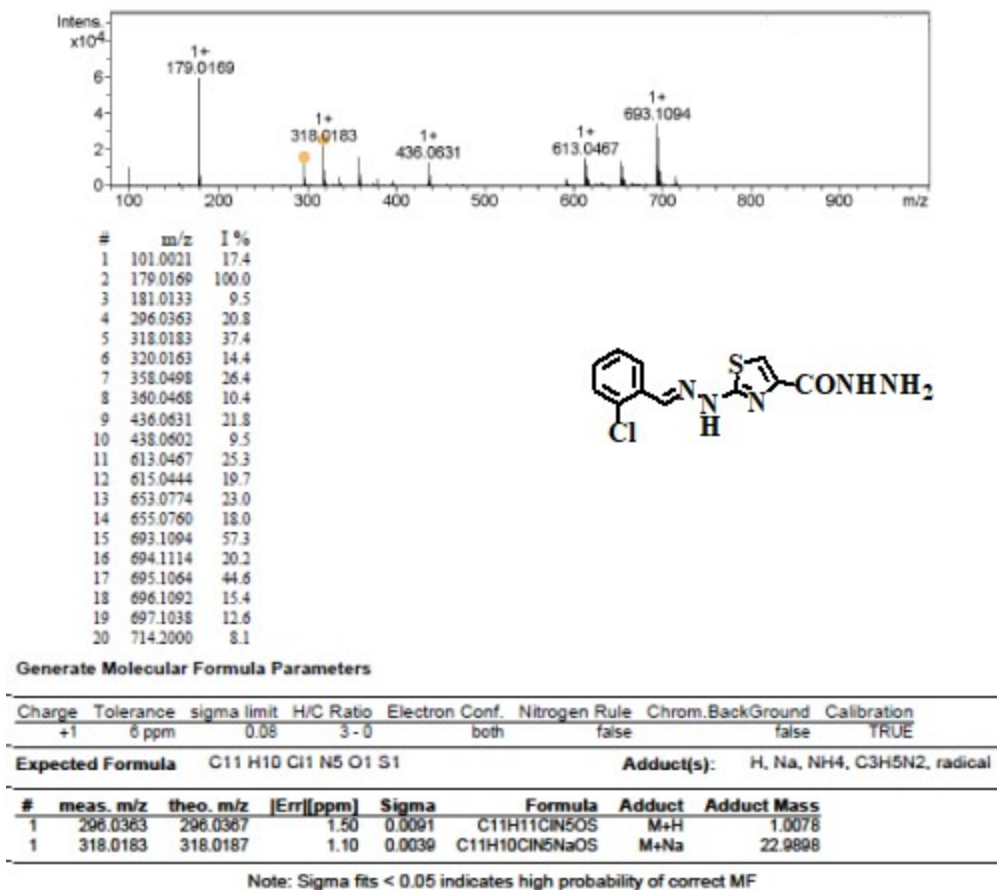 Intens.
x10⁴
6
4
2
0
1+
179.0169
1+
318.0183
1+
436.0631
1+
613.0467
1+
693.1094
100 200 300 400 500 600 700 800 900 m/z
# m/z I %
1 101.0021 17.4
2 179.0169 100.0
3 181.0133 9.5
4 296.0363 20.8
5 318.0183 37.4
6 320.0163 14.4
7 358.0498 26.4
8 360.0468 10.4
9 436.0631 21.8
10 438.0602 9.5
11 613.0467 25.3
12 615.0444 19.7
13 653.0774 23.0
14 655.0760 18.0
15 693.1094 57.3
16 694.1114 20.2
17 695.1064 44.6
18 696.1092 15.4
19 697.1038 12.6
20 714.2000 8.1
S
N N CONHNH₂
N
H
Cl
Generate Molecular Formula Parameters
Charge Tolerance sigma limit H/C Ratio Electron Conf. Nitrogen Rule Chrom.BackGround Calibration
+1 6 ppm 0.08 3 - 0 both false false TRUE
Expected Formula C11 H10 Cl1 N5 O1 S1 Adduct(s): H, Na, NH4, C3H5N2, radical
# meas. m/z theo. m/z |Err|[ppm] Sigma Formula Adduct Adduct Mass
1 296.0363 296.0367 1.50 0.0091 C11H11ClN5OS M+H 1.0078
1 318.0183 318.0187 1.10 0.0039 C11H10ClN5NaOS M+Na 22.9898
Note: Sigma fits < 0.05 indicates high probability of correct MF